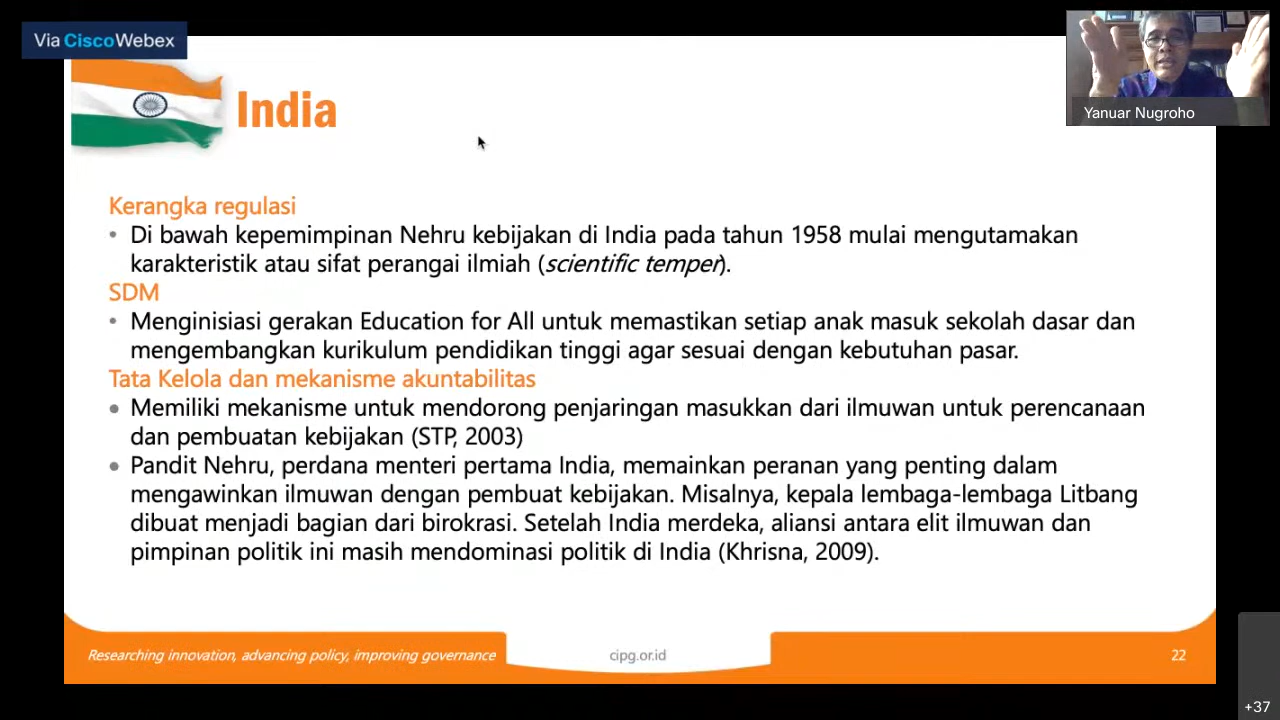 Via CiscoWebex
India
Yanuar Nugroho
Kerangka regulasi
• Di bawah kepemimpinan Nehru kebijakan di India pada tahun 1958 mulai mengutamakan
karakteristik atau sifat perangai ilmiah (scientific temper).
SDM
• Menginisiasi gerakan Education for All untuk memastikan setiap anak masuk sekolah dasar dan
mengembangkan kurikulum pendidikan tinggi agar sesuai dengan kebutuhan pasar.
Tata Kelola dan mekanisme akuntabilitas
• Memiliki mekanisme untuk mendorong penjaringan masukkan dari ilmuwan untuk perencanaan
dan pembuatan kebijakan (STP, 2003)
• Pandit Nehru, perdana menteri pertama India, memainkan peranan yang penting dalam
mengawinkan ilmuwan dengan pembuat kebijakan. Misalnya, kepala lembaga-lembaga Litbang
dibuat menjadi bagian dari birokrasi. Setelah India merdeka, aliansi antara elit ilmuwan dan
pimpinan politik ini masih mendominasi politik di India (Khrisna, 2009).
Researching innovation, advancing policy, improving governance
cipg.or.id
22
+37